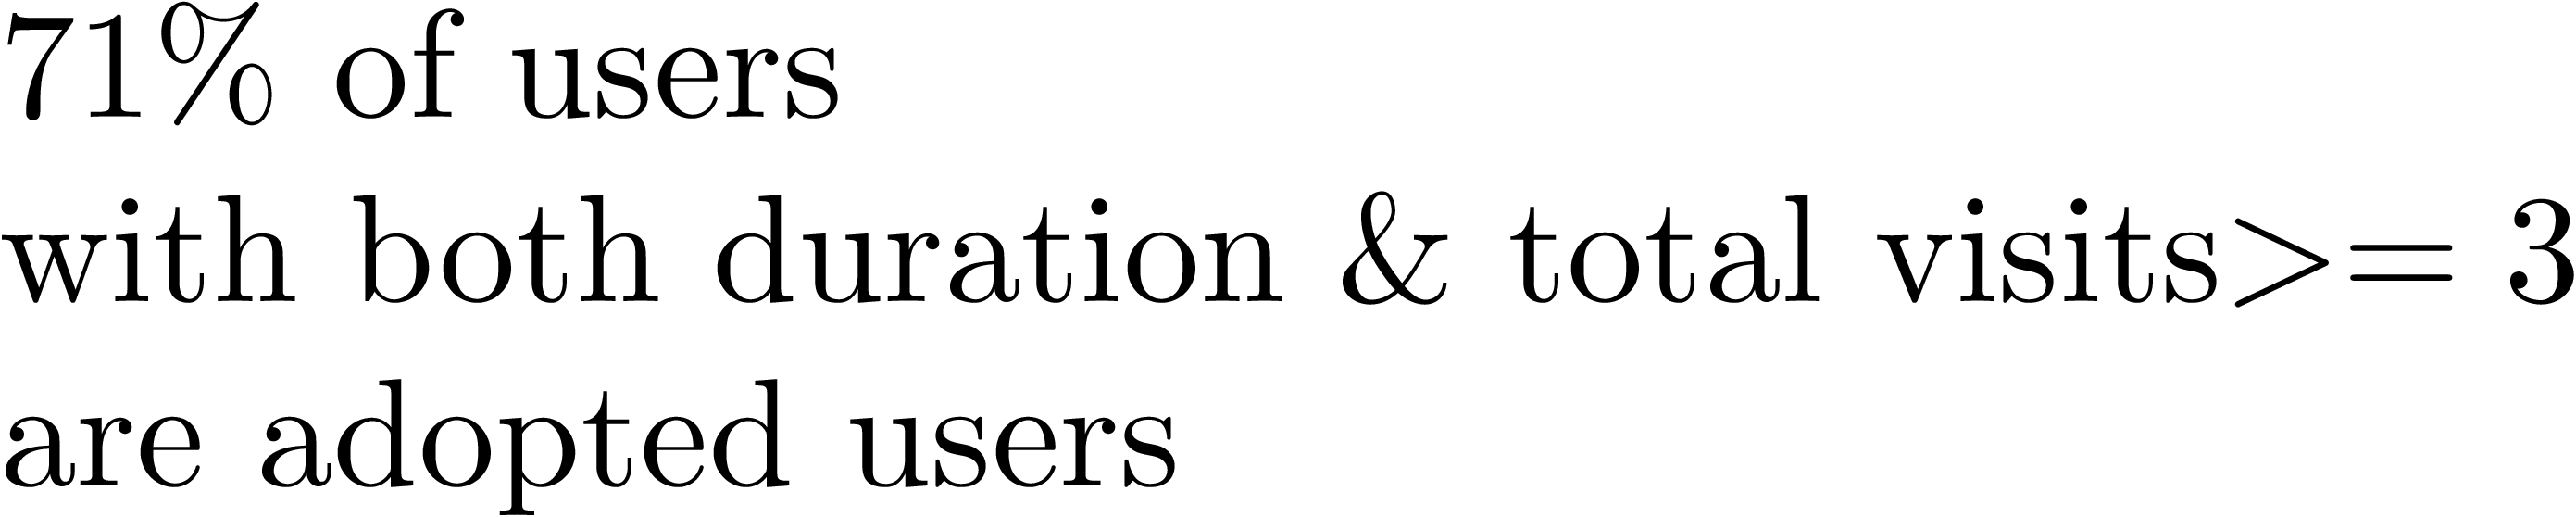 71% of users
with both duration & total visits>= 3
are adopted users